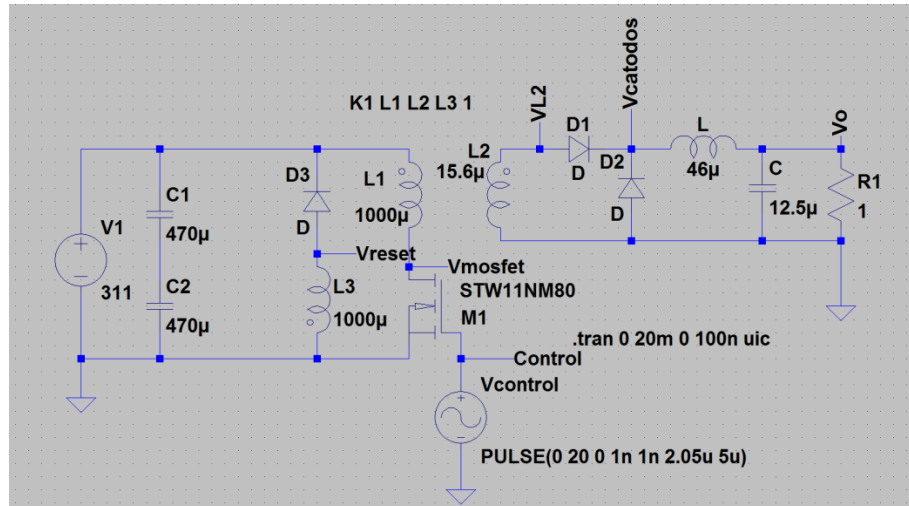 K1 L1 L2 L3 1
VL2
Vcatodos
Vo
D1
D
D2
D
L
46µ
C
12.5µ
R1
1
L2
15.6µ
L1
1000µ
D3
D
C1
470µ
C2
470µ
V1
311
Vreset
L3
1000µ
Vmosfet
STW11NM80
M1
.tran 0 20m 0 100n uic
Control
Vcontrol
PULSE(0 20 0 1n 1n 2.05u 5u)